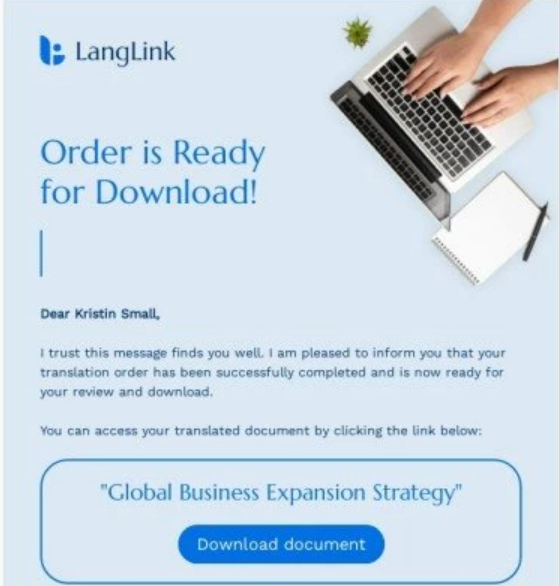 LangLink
Order is Ready
for Download!
Dear Kristin Small,
I trust this message finds you well. I am pleased to inform you that your
translation order has been successfully completed and is now ready for
your review and download.
You can access your translated document by clicking the link below:
"Global Business Expansion Strategy"
Download document